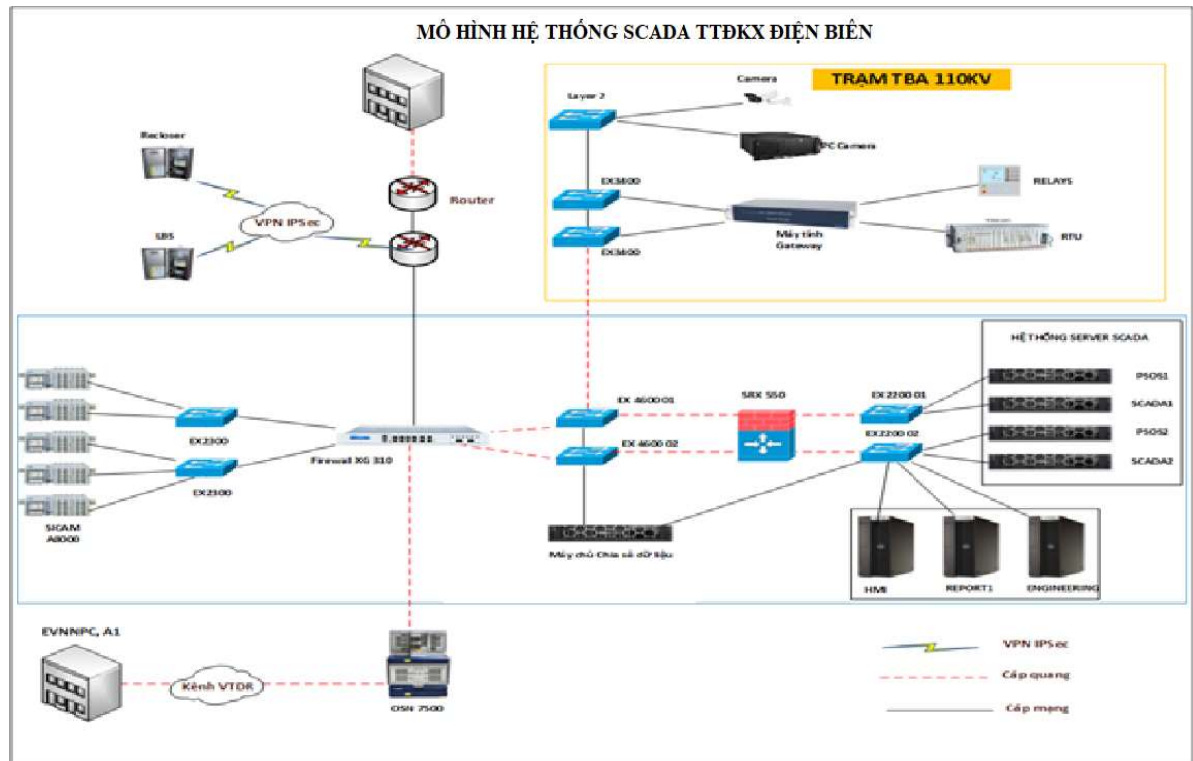 MÔ HÌNH HỆ THỐNG SCADA TTĐKX ĐIỆN BIÊN
TRẠM TBA 110KV
Camera
Layer 2
PC Camera
Recloser
EX3400
RELAYS
Router
VPN IPSec
Máy tính
Gateway
LBS
EX3400
RTU
HỆ THỐNG SERVER SCADA
PSOS1
EX 4600 01
SRX 550
EX2200 01
SCADA1
EX2300
EX2200 02
PSOS2
EX 4600 02
Firewall XG 310
SCADA2
EX2300
SICAM
A8000
Máy chủ Chia sẻ dữ liệu
HMI
REPORT1
ENGINEERING
EVNNPC, A1
VPN IPSec
Kênh VTDR
Cáp quang
OSN 7500
Cáp mạng